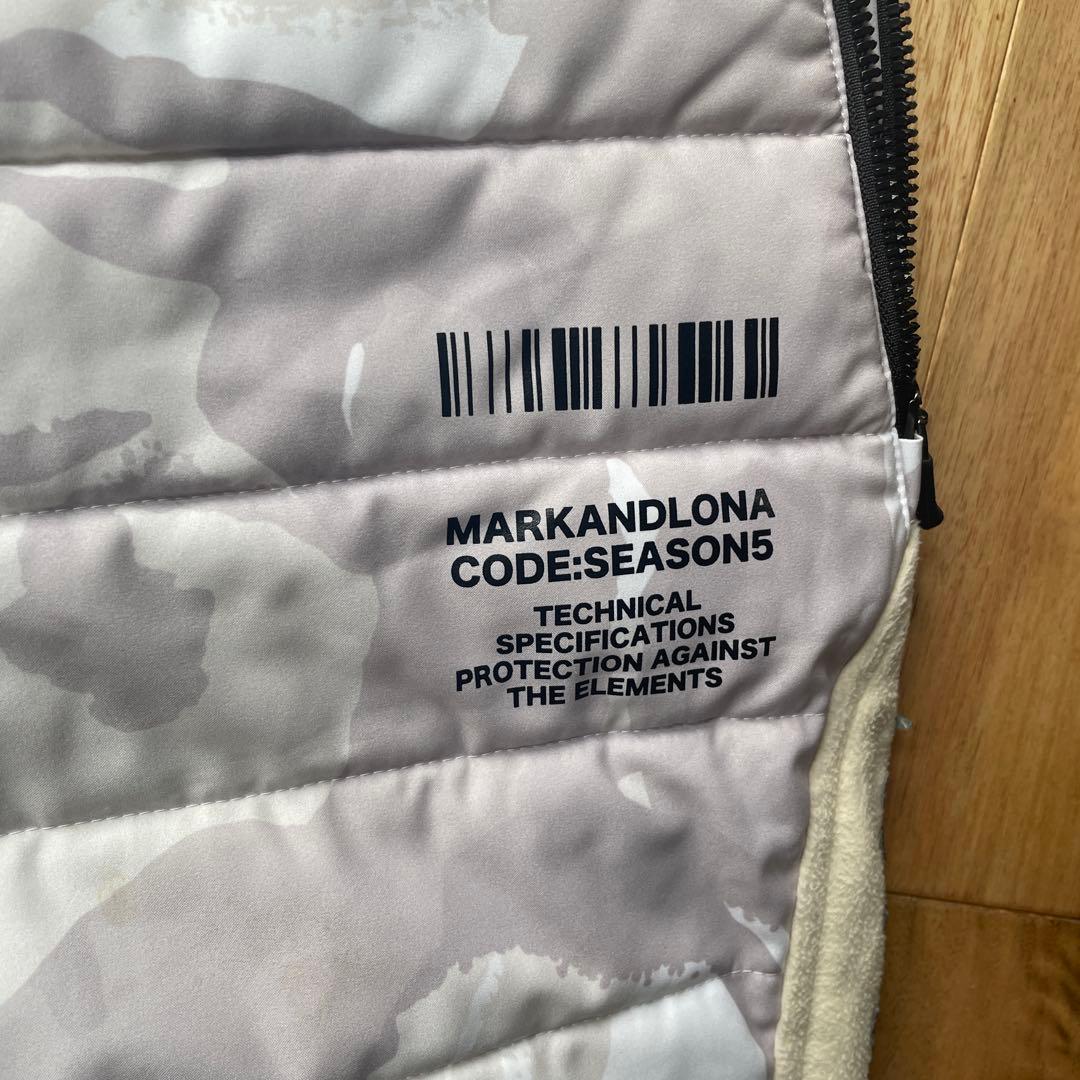 MARKANDLONA
CODE:SEASON5
TECHNICAL
SPECIFICATIONS
PROTECTION AGAINST
THE ELEMENTS